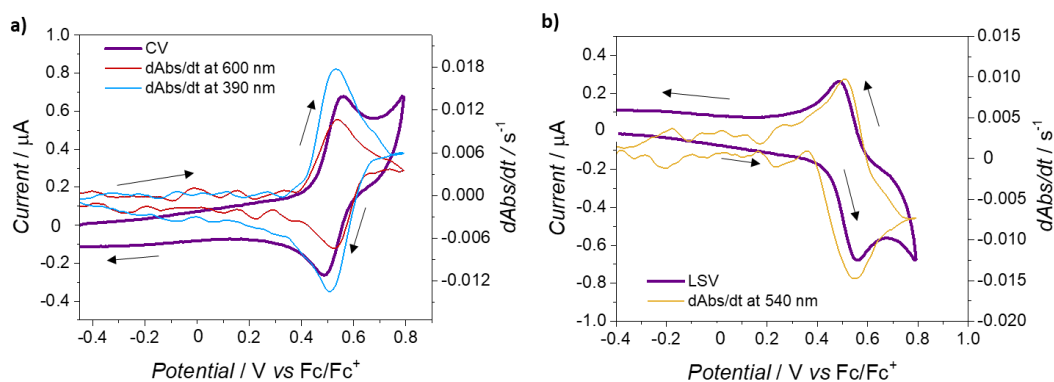 a)
CV
dAbs/dt at 600 nm
dAbs/dt at 390 nm
Current / μA
1.0
0.8
0.6
0.4
0.2
0
-0.2
-0.4
0.018
0.012
0.006
0.000
-0.006
-0.012
dAbs/dt / s⁻¹
-0.4 -0.2 0 0.2 0.4 0.6 0.8
Potential / V vs Fc/Fc⁺
b)
LSV
dAbs/dt at 540 nm
Current / μA
0.4
0.2
0
-0.2
-0.4
-0.6
-0.8
-1.0
0.015
0.010
0.005
0
-0.005
-0.010
-0.015
-0.020
dAbs/dt / s⁻¹
-0.4 -0.2 0 0.2 0.4 0.6 0.8 1.0
Potential / V vs Fc/Fc⁺